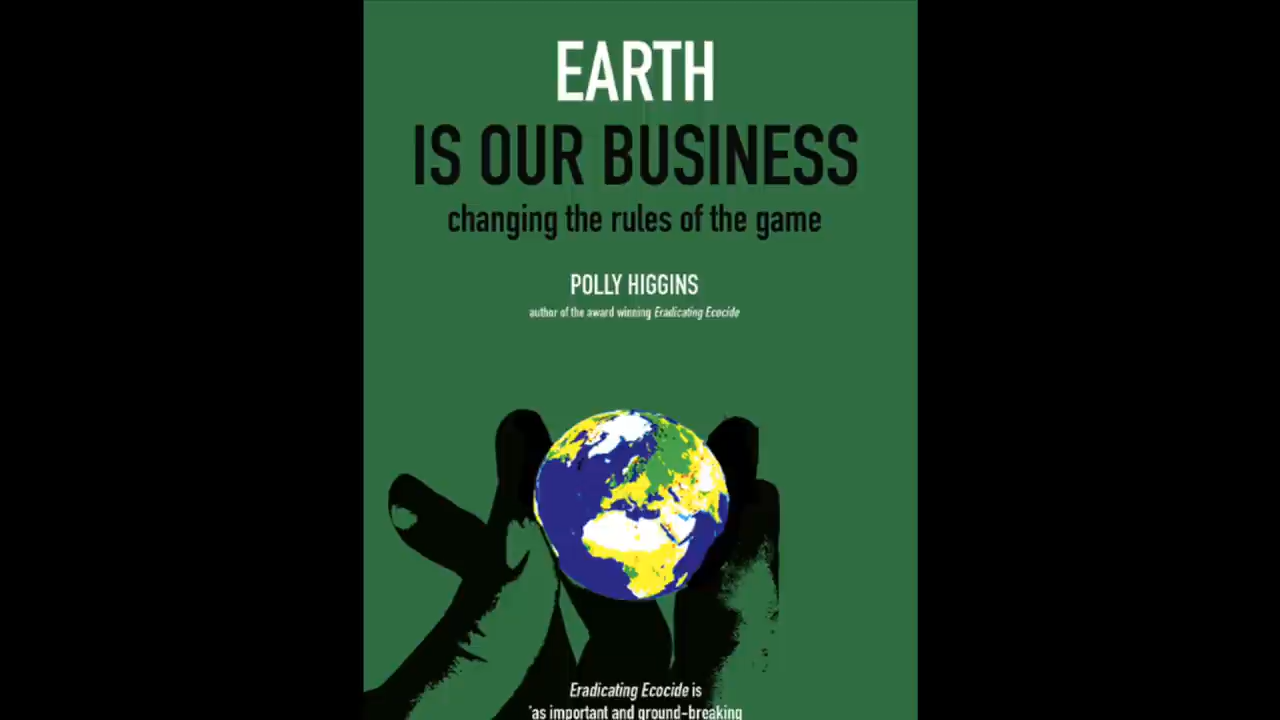 EARTH
IS OUR BUSINESS
changing the rules of the game
POLLY HIGGINS
author of the award winning Eradicating Ecocide
Eradicating Ecocide is
'as important and ground-breaking